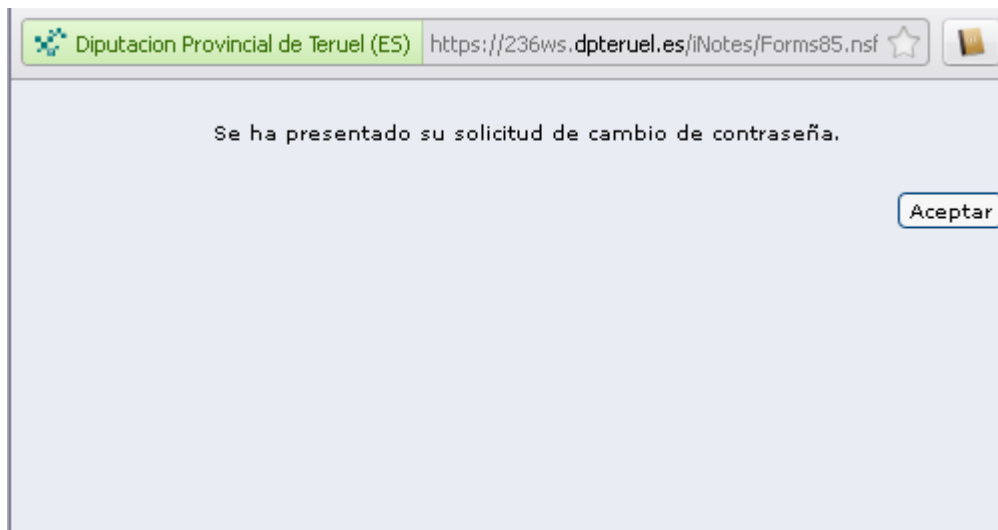 Diputacion Provincial de Teruel (ES) https://236ws.dpteruel.es/iNotes/Forms85.nsf
Se ha presentado su solicitud de cambio de contraseña.
Aceptar